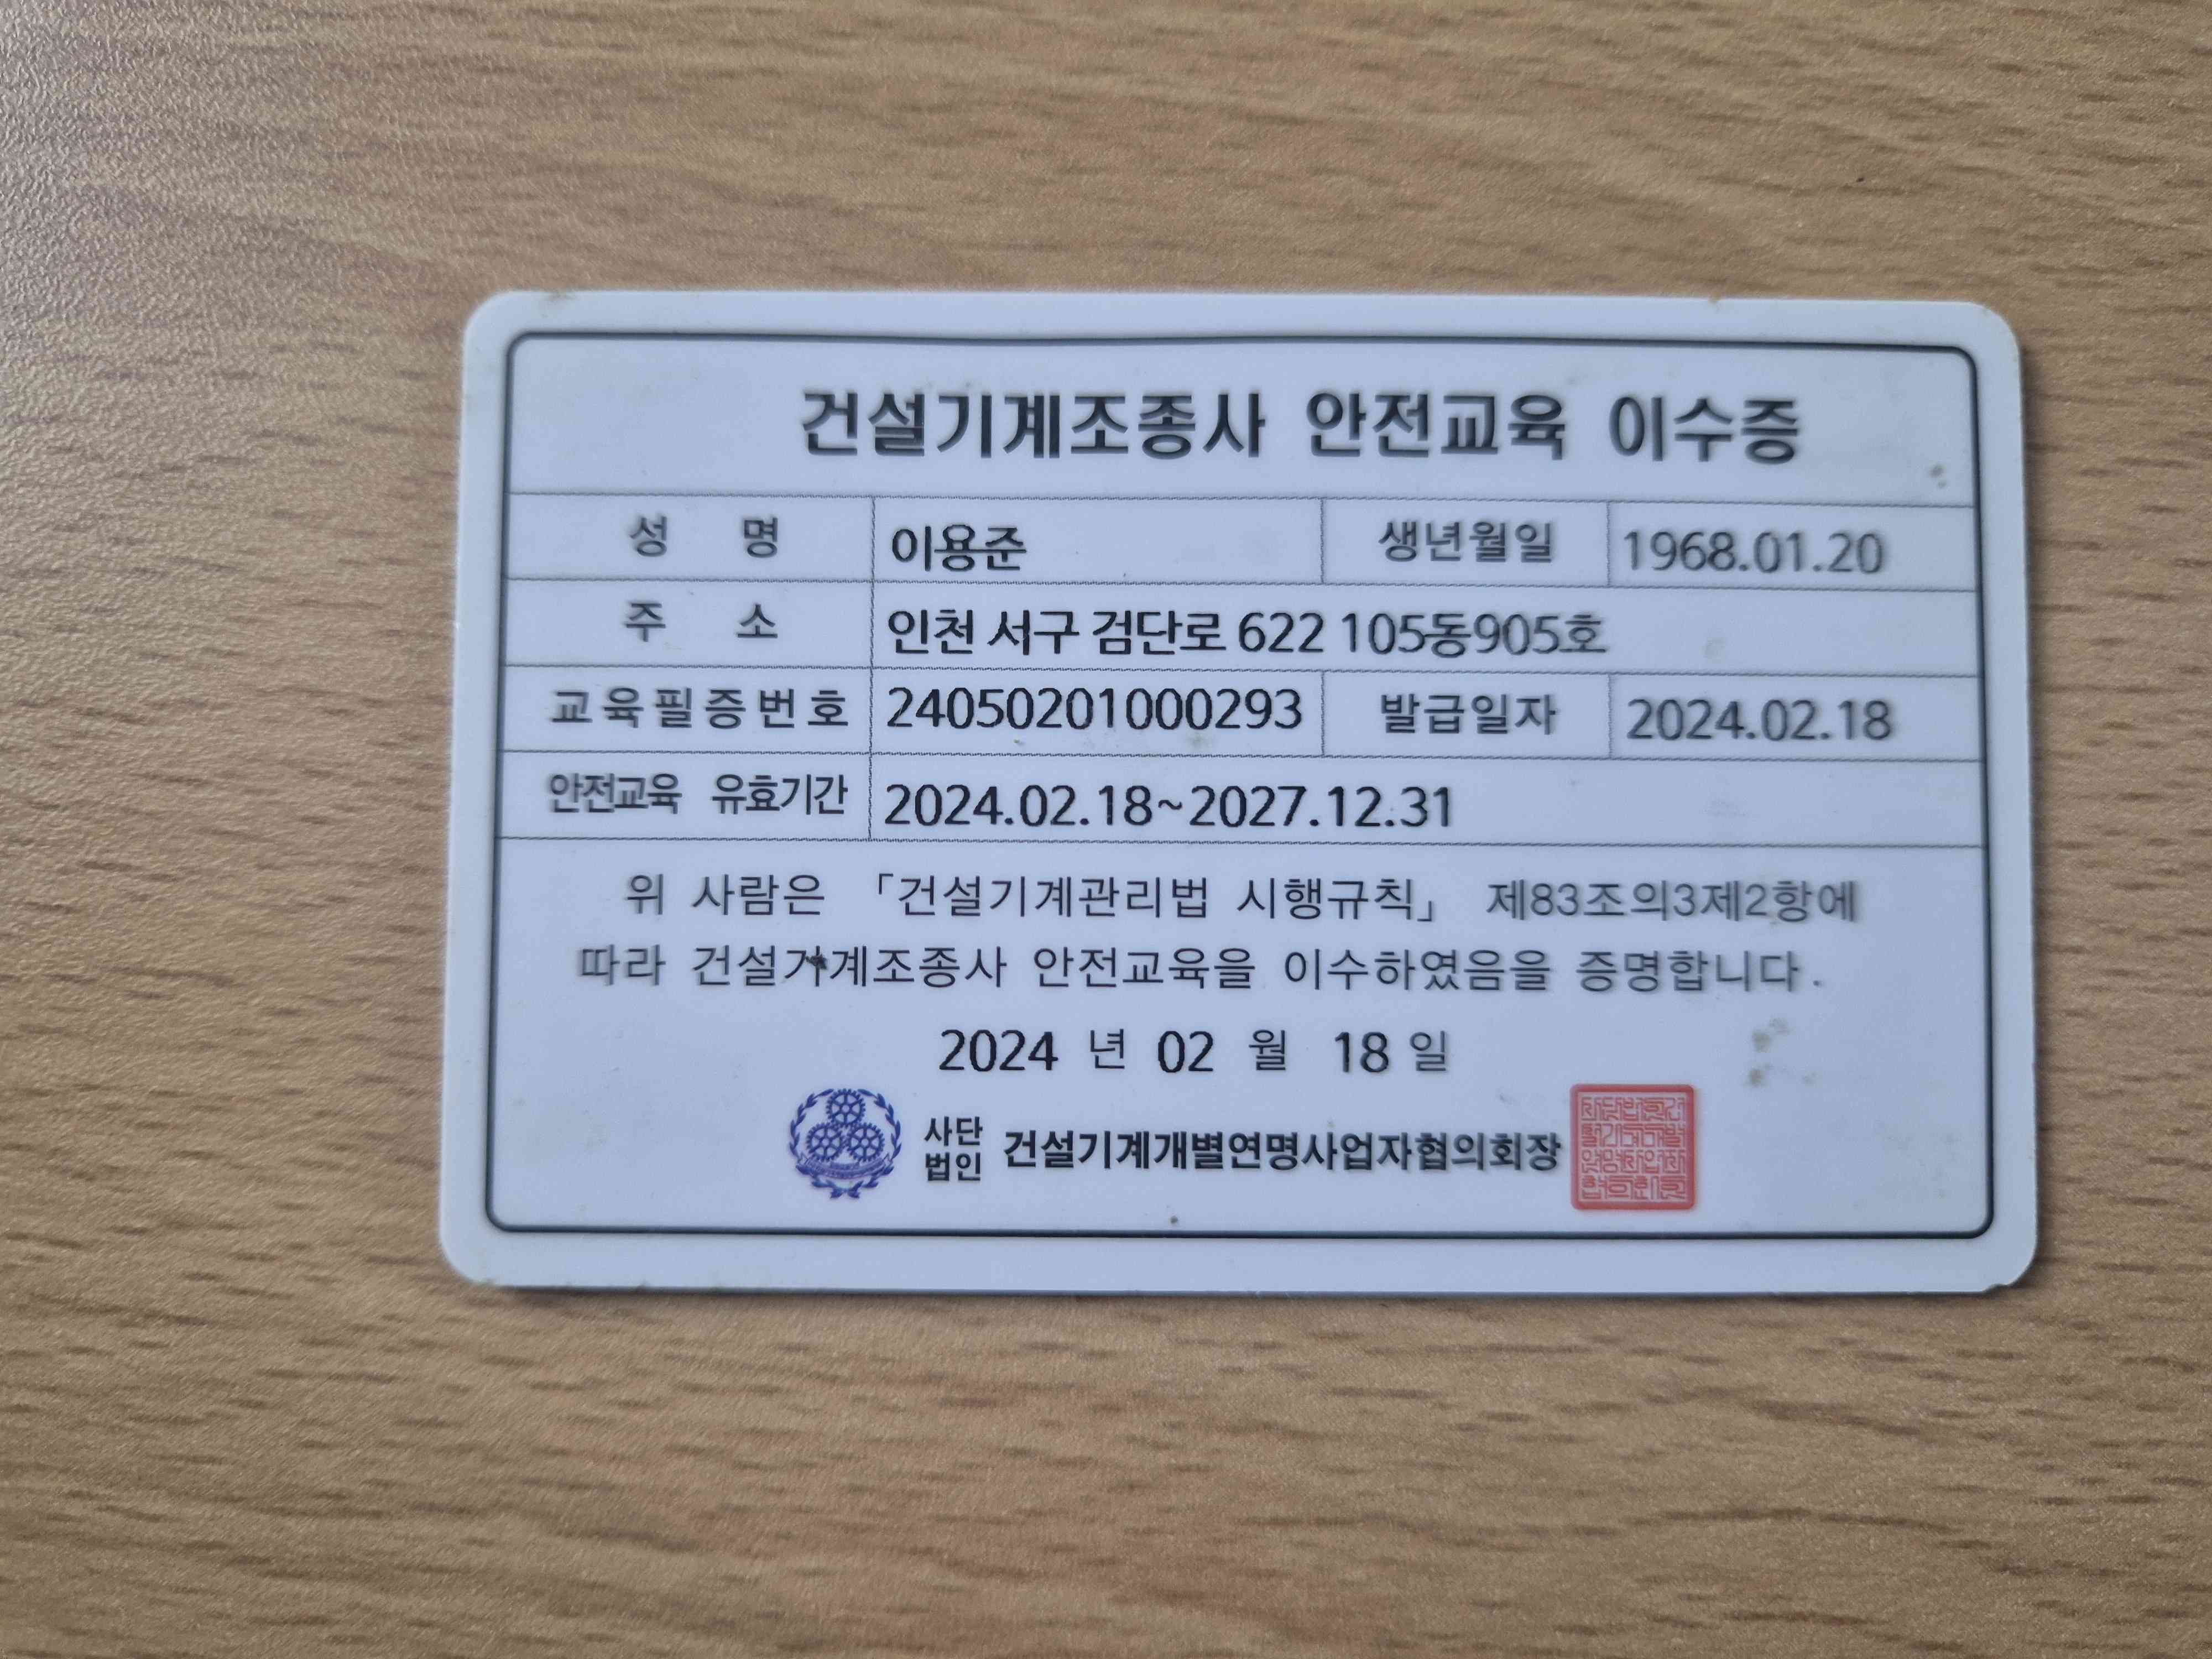 건설기계조종사 안전교육 이수증
성 명 이용준 생년월일 1968.01.20
주 소 인천 서구 검단로 622 105동905호
교육필증번호 24050201000293 발급일자 2024.02.18
안전교육 유효기간 2024.02.18~2027.12.31
위 사람은 「건설기계관리법 시행규칙」 제83조의3제2항에
따라 건설기계조종사 안전교육을 이수하였음을 증명합니다.
2024 년 02 월 18 일
사단법인 건설기계개별연명사업자협의회장